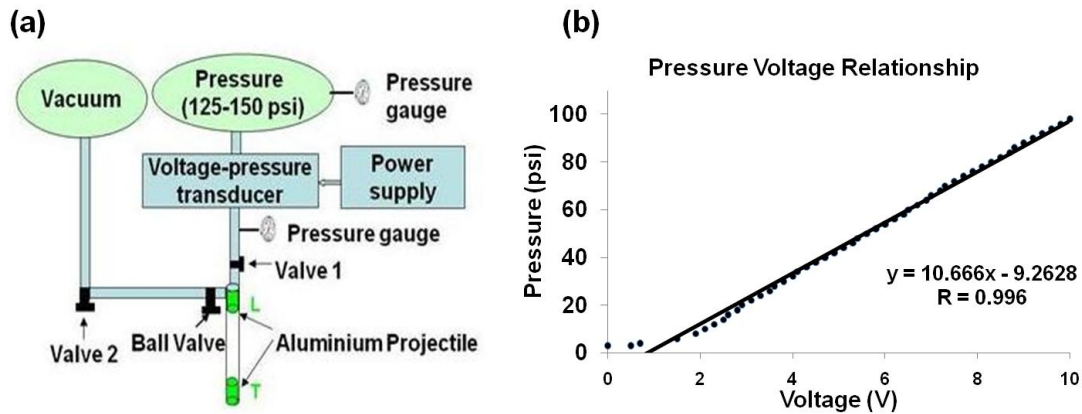 (a)
Vacuum
Pressure
(125-150 psi)
Pressure
gauge
Voltage-pressure
transducer
Power
supply
Pressure gauge
Valve 1
L
Valve 2
Ball Valve
Aluminium Projectile
T
(b)
Pressure Voltage Relationship
Pressure (psi)
100
80
60
40
20
0
y = 10.666x - 9.2628
R = 0.996
0 2 4 6 8 10
Voltage (V)